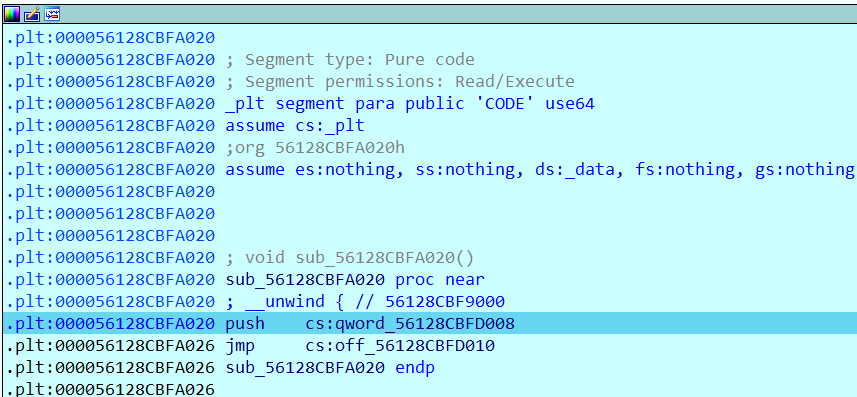 .plt:000056128CBFA020
.plt:000056128CBFA020 ; Segment type: Pure code
.plt:000056128CBFA020 ; Segment permissions: Read/Execute
.plt:000056128CBFA020 _plt segment para public 'CODE' use64
.plt:000056128CBFA020 assume cs:_plt
.plt:000056128CBFA020 ;org 56128CBFA020h
.plt:000056128CBFA020 assume es:nothing, ss:nothing, ds:_data, fs:nothing, gs:nothing
.plt:000056128CBFA020
.plt:000056128CBFA020
.plt:000056128CBFA020
.plt:000056128CBFA020 ; void sub_56128CBFA020()
.plt:000056128CBFA020 sub_56128CBFA020 proc near
.plt:000056128CBFA020 ; __unwind { // 56128CBF9000
.plt:000056128CBFA020 push    cs:qword_56128CBFD008
.plt:000056128CBFA026 jmp     cs:off_56128CBFD010
.plt:000056128CBFA026 sub_56128CBFA020 endp
.plt:000056128CBFA026